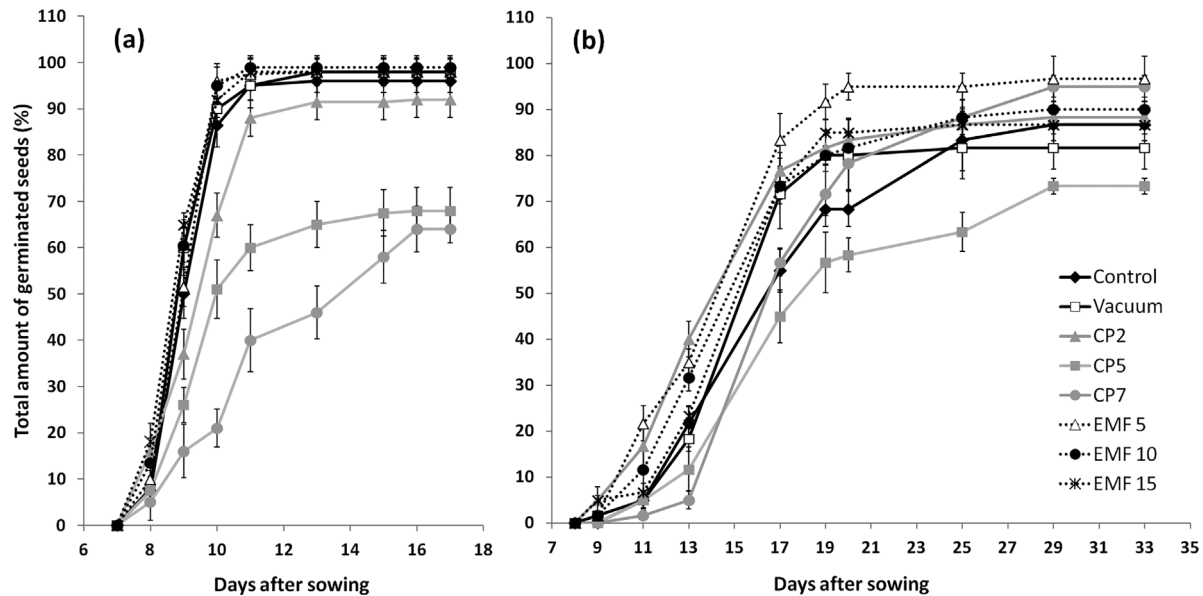 (a)
Total amount of germinated seeds (%)
110
100
90
80
70
60
50
40
30
20
10
0
6 8 10 12 14 16 18
Days after sowing
(b)
110
100
90
80
70
60
50
40
30
20
10
0
7 9 11 13 15 17 19 21 23 25 27 29 31 33 35
Days after sowing
Control
Vacuum
CP2
CP5
CP7
EMF 5
EMF 10
EMF 15